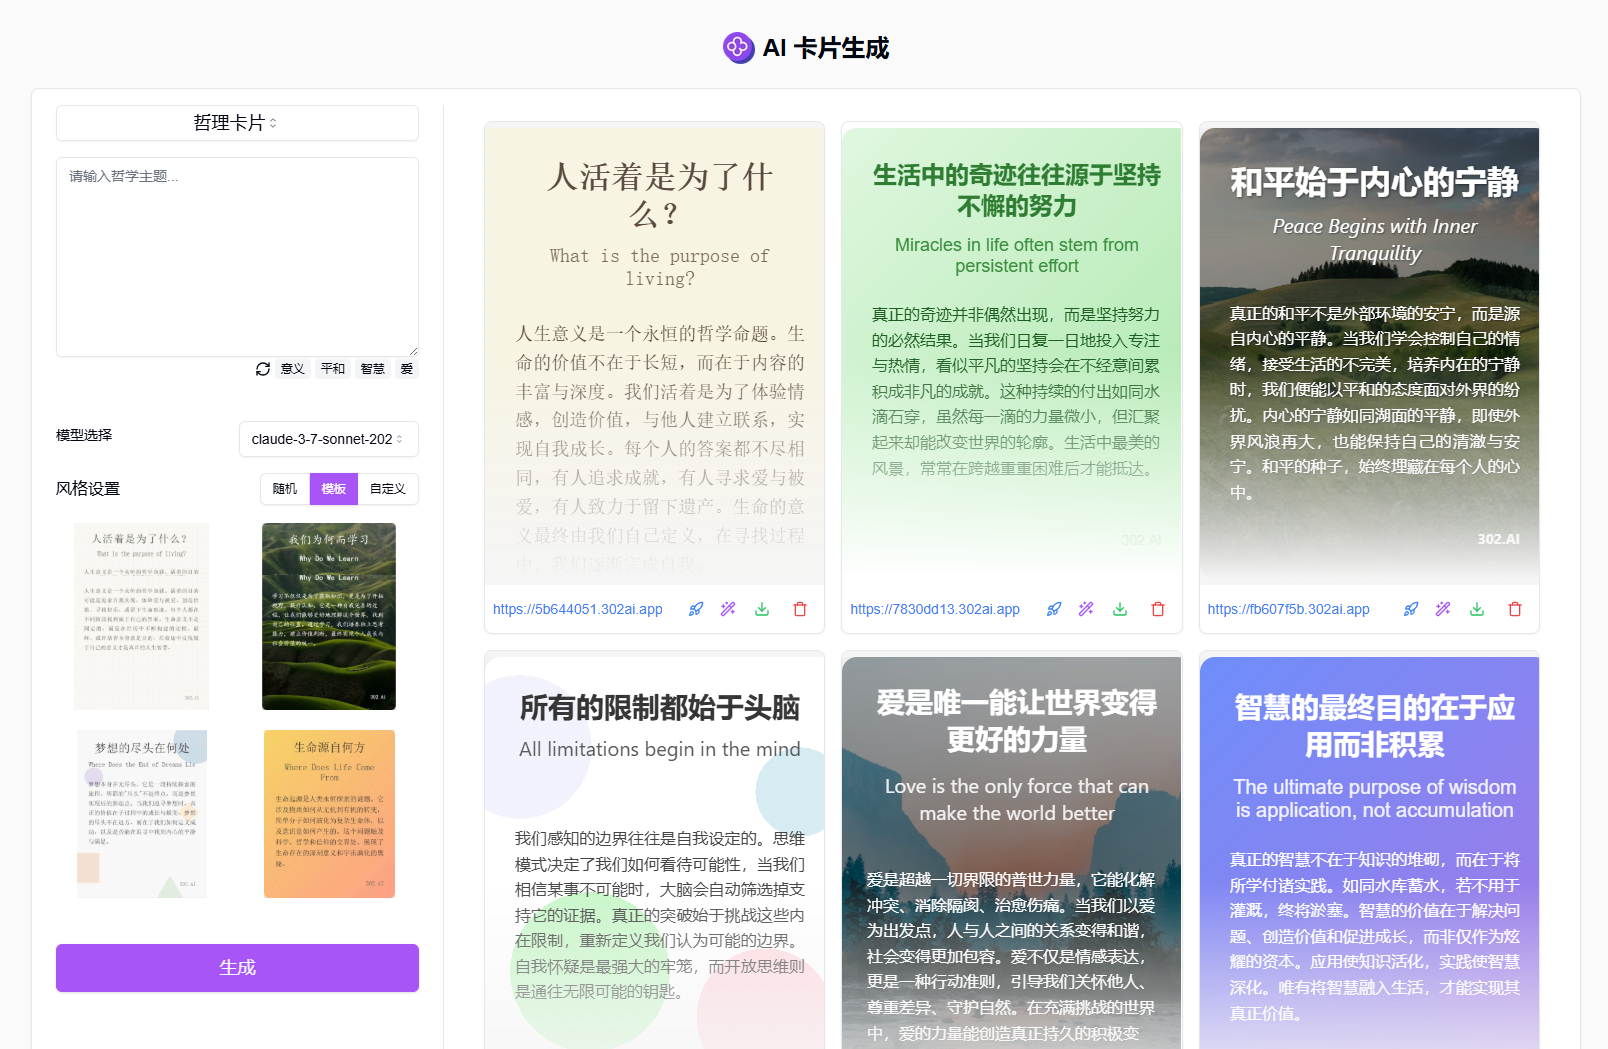 AI 卡片生成
哲理卡片
请输入哲学主题...
意义 平和 智慧 爱
模型选择
claude-3-7-sonnet-202
风格设置
随机 模板 自定义
人活着是为了什么？
What is the purpose of living?
我们为何而学习
Why Do We Learn
Why Do We Learn
302.AI
梦想的尽头在何处
Where Does the End of Dreams Lie
302.AI
生命源自何方
Where Does Life Come
From
302.AI
生成
人活着是为了什
么？
What is the purpose of
living?
人生意义是一个永恒的哲学命题。生
命的价值不在于长短，而在于内容的
丰富与深度。我们活着是为了体验情
感，创造价值，与他人建立联系，实
现自我成长。每个人的答案都不尽相
同，有人追求成就，有人寻求爱与被
爱，有人致力于留下遗产。生命的意
义最终由我们自己定义，在寻找过程
中，我们逐渐完成自我。
https://5b644051.302ai.app
生活中的奇迹往往源于坚持
不懈的努力
Miracles in life often stem from
persistent effort
真正的奇迹并非偶然出现，而是坚持努力
的必然结果。当我们日复一日地投入专注
与热情，看似平凡的坚持会在不经意间累
积成非凡的成就。这种持续的付出如同水
滴石穿，虽然每一滴的力量微小，但汇聚
起来却能改变世界的轮廓。生活中最美的
风景，常常在跨越重重困难后才能抵达。
302.AI
https://7830dd13.302ai.app
和平始于内心的宁静
Peace Begins with Inner
Tranquility
真正的和平不是外部环境的安宁，而是源
自内心的平静。当我们学会控制自己的情
绪，接受生活的不完美，培养内在的宁静
时，我们便能以平和的态度面对外界的纷
扰。内心的宁静如同湖面的平静，即使外
界风浪再大，也能保持自己的清澈与安
宁。和平的种子，始终埋藏在每个人的心
中。
302.AI
https://fb607f5b.302ai.app
所有的限制都始于头脑
All limitations begin in the mind
我们感知的边界往往是自我设定的。思维
模式决定了我们如何看待可能性，当我们
相信某事不可能时，大脑会自动筛选掉支
持它的证据。真正的突破始于挑战这些内
在限制，重新定义我们认为可能的边界。
自我怀疑是最强大的牢笼，而开放思维则
是通往无限可能的钥匙。
爱是唯一能让世界变得
更好的力量
Love is the only force that can
make the world better
爱是超越一切界限的普世力量，它能化解
冲突、消除隔阂、治愈伤痛。当我们以爱
为出发点，人与人之间的关系变得和谐，
社会变得更加包容。爱不仅是情感表达，
更是一种行动准则，引导我们关怀他人、
尊重差异、守护自然。在充满挑战的世界
中，爱的力量能创造真正持久的积极变
智慧的最终目的在于应
用而非积累
The ultimate purpose of wisdom
is application, not accumulation
真正的智慧不在于知识的堆砌，而在于将
所学付诸实践。如同水库蓄水，若不用于
灌溉，终将淤塞。智慧的价值在于解决问
题、创造价值和促进成长，而非仅作为炫
耀的资本。应用使知识活化，实践使智慧
深化。唯有将智慧融入生活，才能实现其
真正价值。